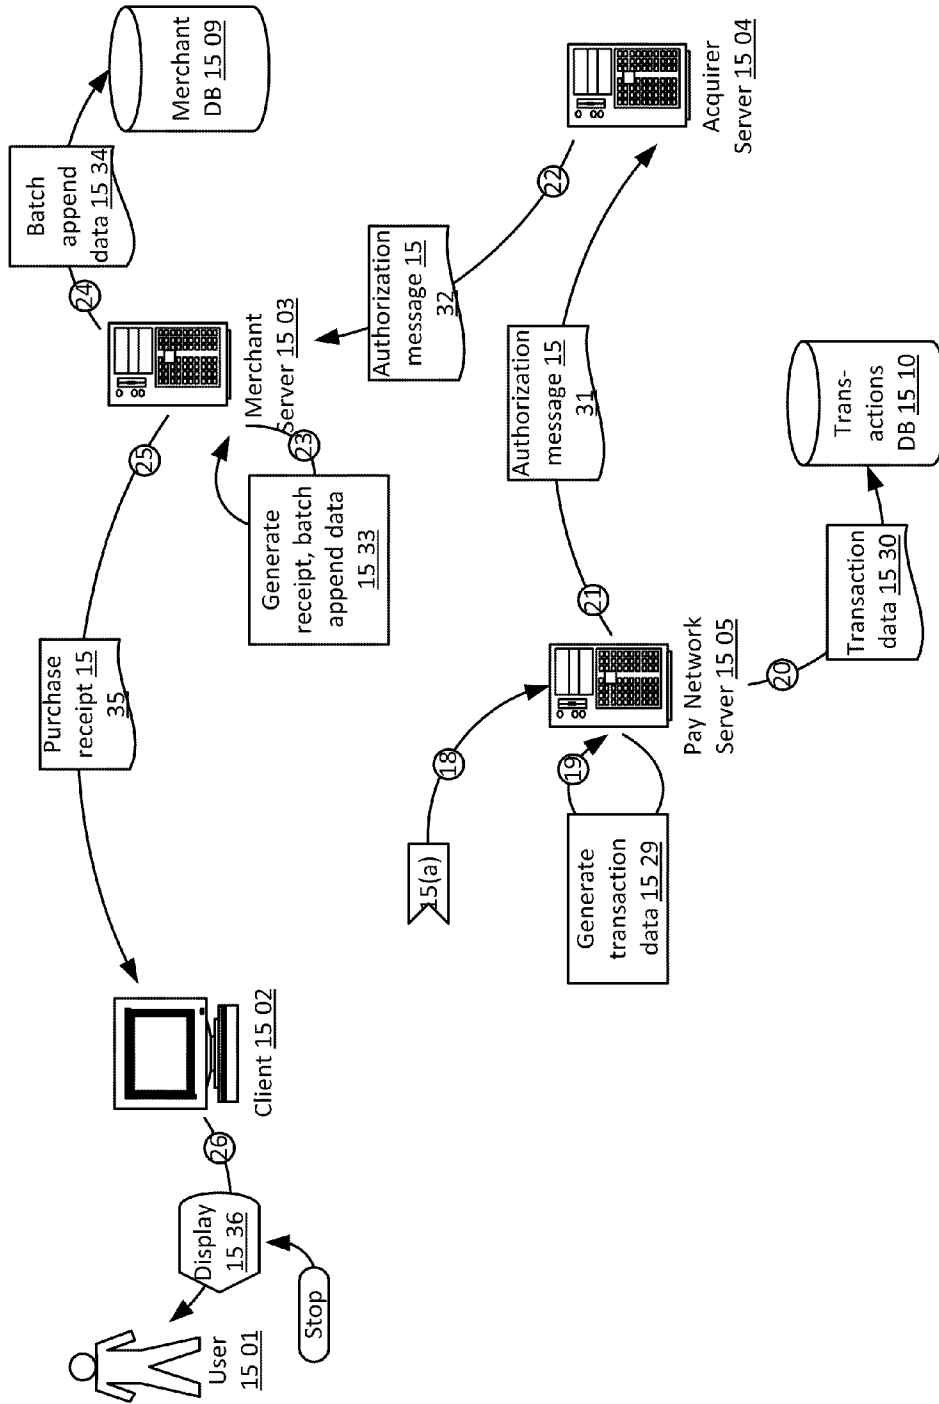 User
15 01
Display
15 36
Stop
26
Client 15 02
Purchase
receipt 15
35
25
24
Batch
append
data 15 34
Merchant
DB 15 09
Merchant
Server 15 03
23
Generate
receipt, batch
append data
15 33
Authorization
message 15
32
22
15(a)
18
19
Generate
transaction
data 15 29
Pay Network
Server 15 05
20
Transaction
data 15 30
Trans-
actions
DB 15 10
21
Authorization
message 15
31
Acquirer
Server 15 04